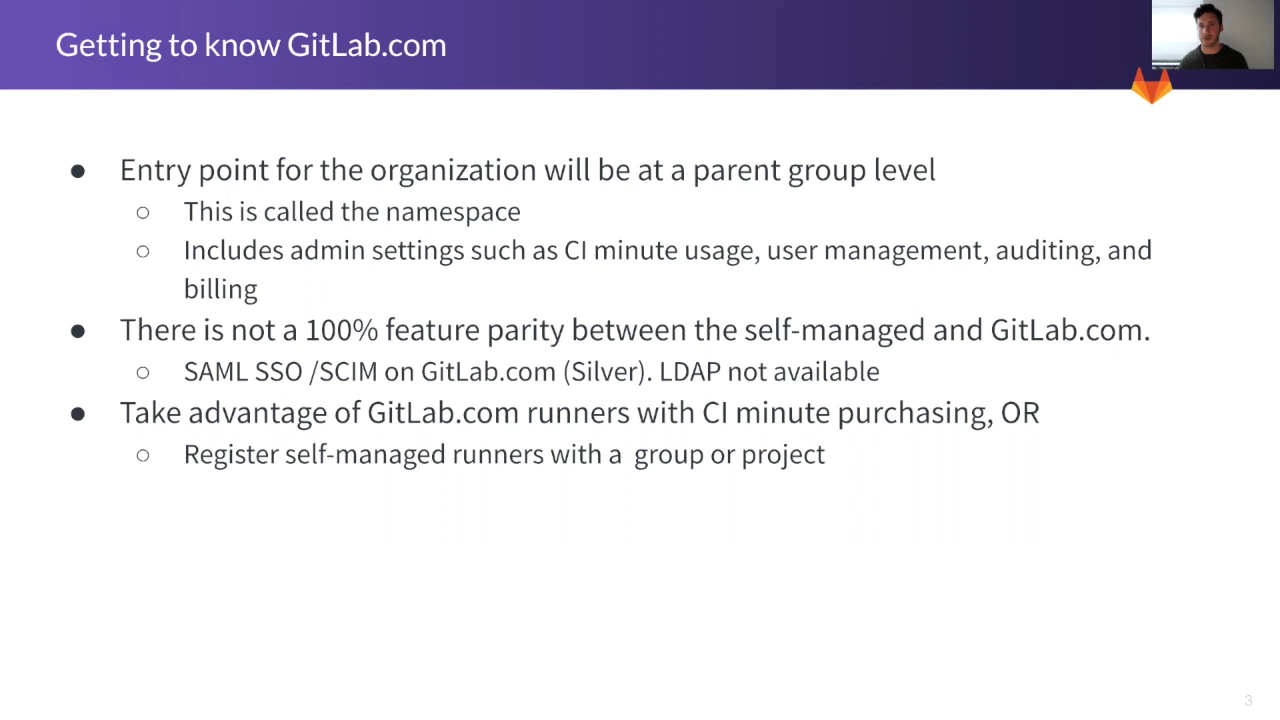 Getting to know GitLab.com
● Entry point for the organization will be at a parent group level
○ This is called the namespace
○ Includes admin settings such as CI minute usage, user management, auditing, and
billing
● There is not a 100% feature parity between the self-managed and GitLab.com.
○ SAML SSO /SCIM on GitLab.com (Silver). LDAP not available
● Take advantage of GitLab.com runners with CI minute purchasing, OR
○ Register self-managed runners with a  group or project
3